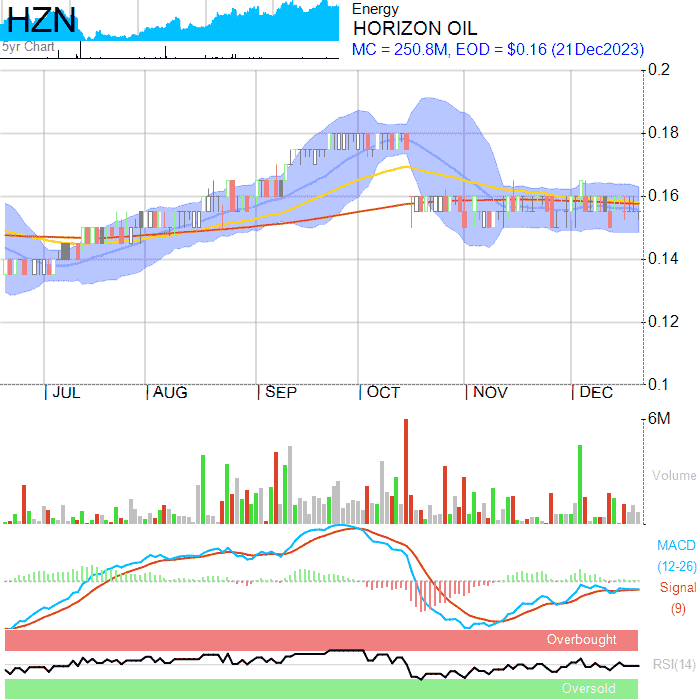 HZN
Energy
HORIZON OIL
5yr Chart
MC = 250.8M, EOD = $0.16 (21Dec2023)
0.2
0.18
0.16
0.14
0.12
0.1
JUL AUG SEP OCT NOV DEC
6M
Volume
MACD
(12-26)
Signal
(9)
Overbought
RSI(14)
Oversold